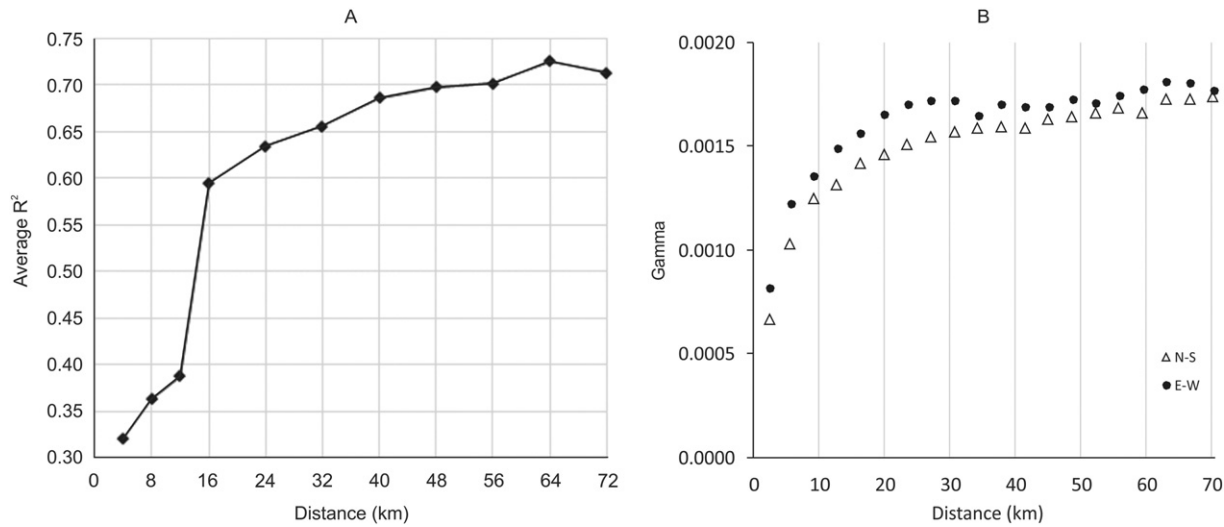 A
0.75
0.70
0.65
0.60
0.55
0.50
0.45
0.40
0.35
0.30
Average R²
0 8 16 24 32 40 48 56 64 72
Distance (km)
B
0.0020
0.0015
0.0010
0.0005
0.0000
Gamma
N-S
E-W
0 10 20 30 40 50 60 70
Distance (km)